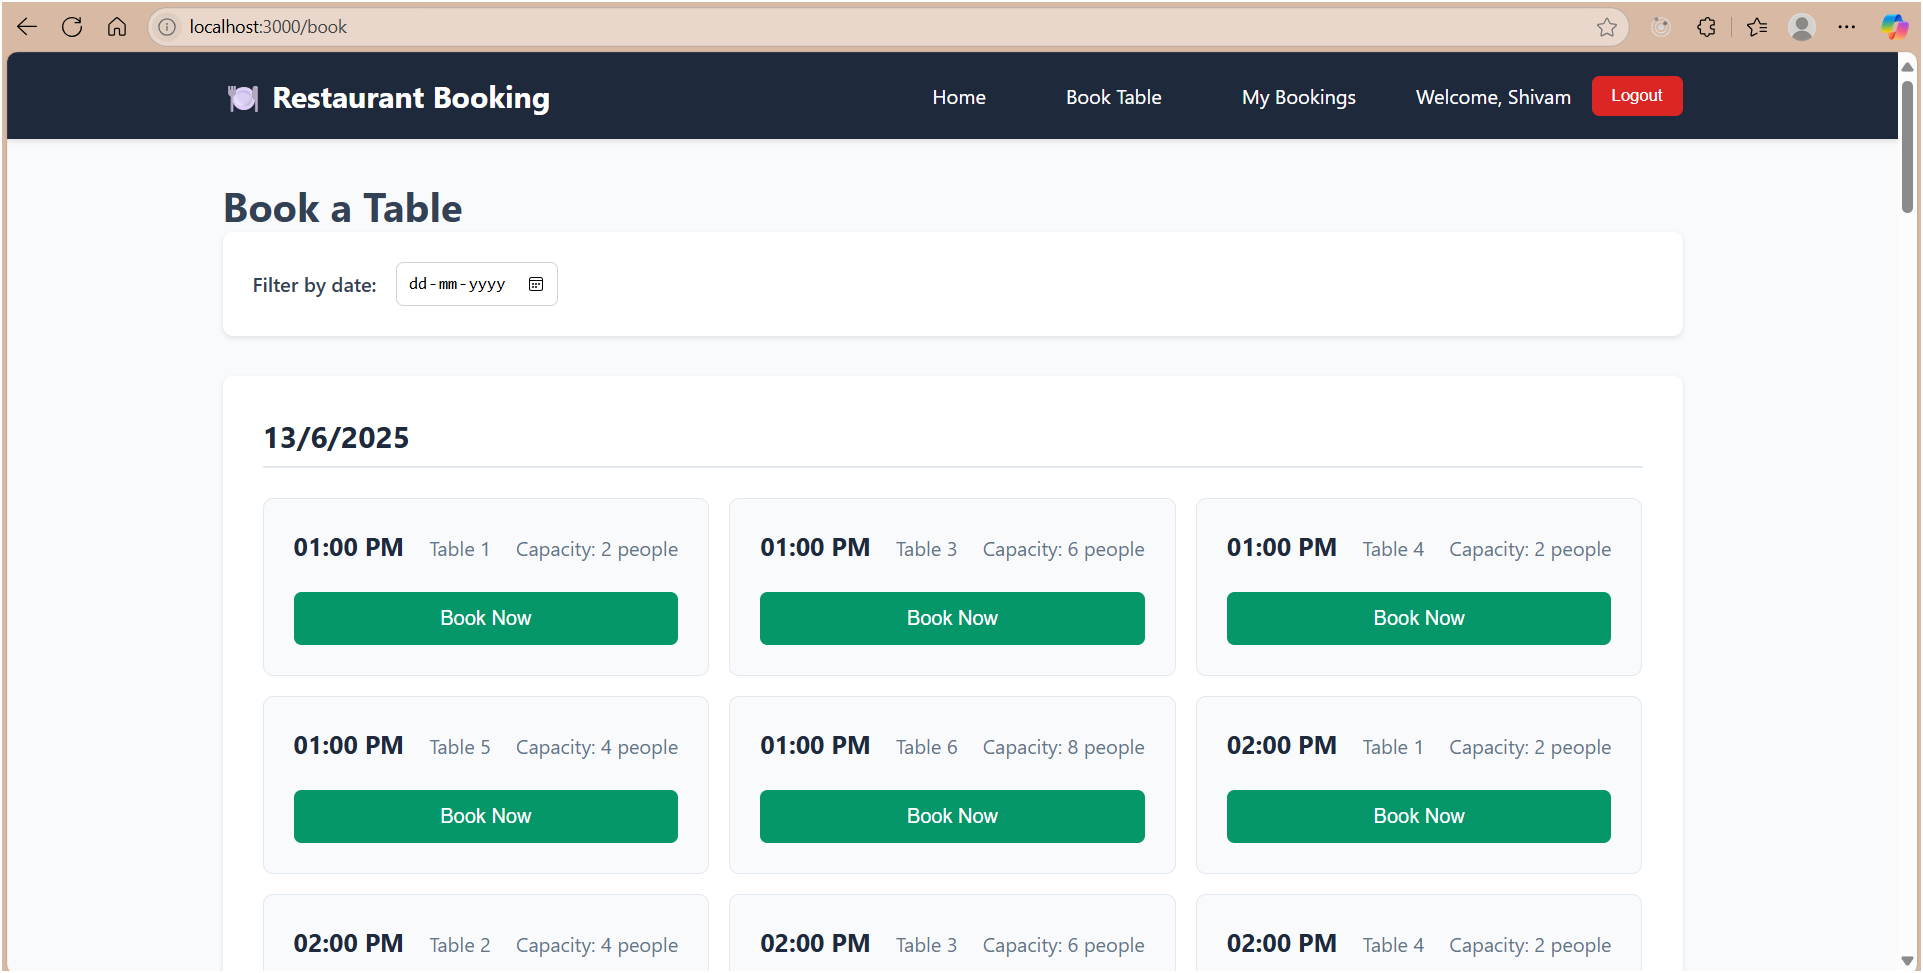 localhost:3000/book
Restaurant Booking Home Book Table My Bookings Welcome, Shivam Logout
Book a Table
Filter by date: dd-mm-yyyy
13/6/2025
01:00 PM Table 1 Capacity: 2 people
Book Now
01:00 PM Table 3 Capacity: 6 people
Book Now
01:00 PM Table 4 Capacity: 2 people
Book Now
01:00 PM Table 5 Capacity: 4 people
Book Now
01:00 PM Table 6 Capacity: 8 people
Book Now
02:00 PM Table 1 Capacity: 2 people
Book Now
02:00 PM Table 2 Capacity: 4 people
02:00 PM Table 3 Capacity: 6 people
02:00 PM Table 4 Capacity: 2 people